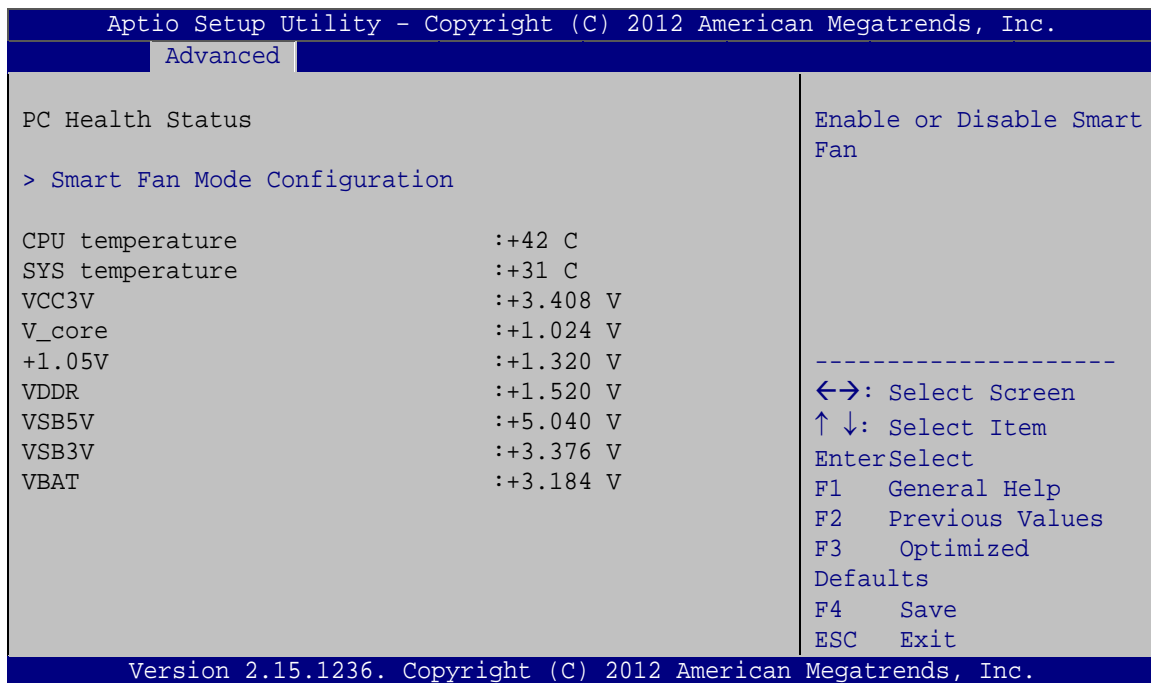 Aptio Setup Utility – Copyright (C) 2012 American Megatrends, Inc.
Advanced
PC Health Status
> Smart Fan Mode Configuration
CPU temperature :+42 C
SYS temperature :+31 C
VCC3V :+3.408 V
V_core :+1.024 V
+1.05V :+1.320 V
VDDR :+1.520 V
VSB5V :+5.040 V
VSB3V :+3.376 V
VBAT :+3.184 V
Enable or Disable Smart
Fan
---------------------
←→: Select Screen
↑ ↓: Select Item
EnterSelect
F1 General Help
F2 Previous Values
F3 Optimized
Defaults
F4 Save
ESC Exit
Version 2.15.1236. Copyright (C) 2012 American Megatrends, Inc.